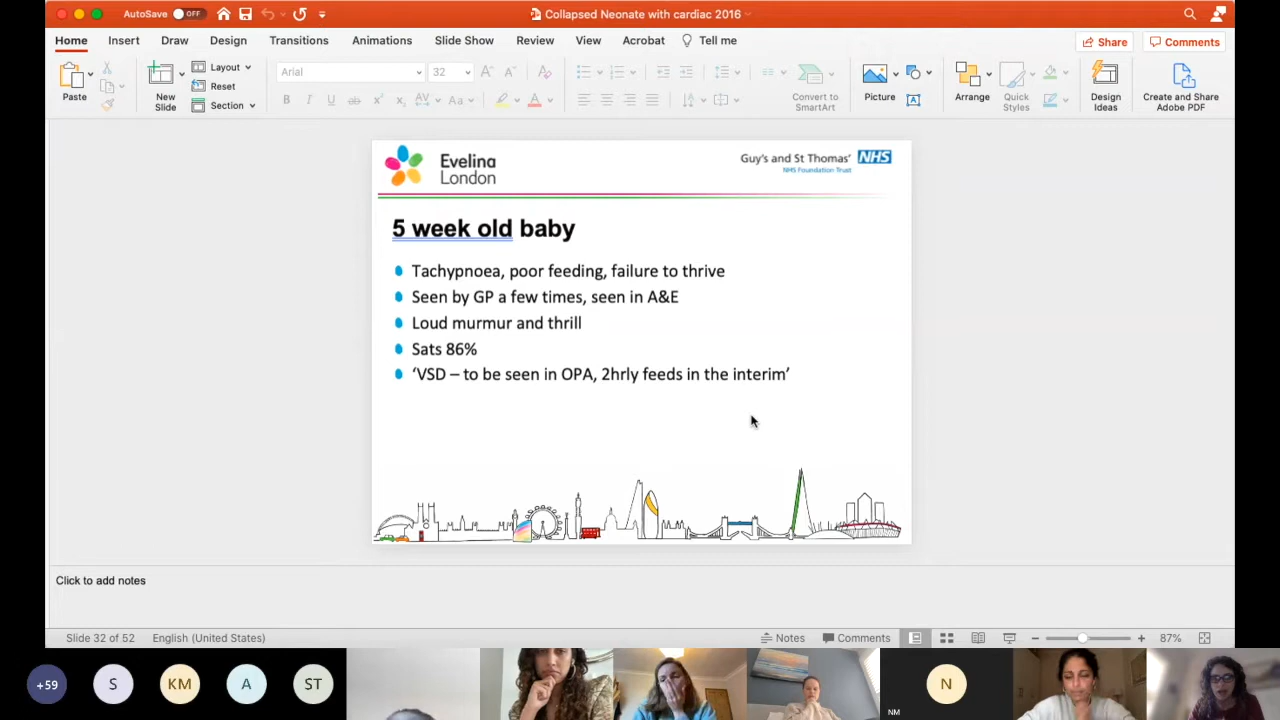 AutoSave OFF
Collapsed Neonate with cardiac 2016
Home Insert Draw Design Transitions Animations Slide Show Review View Acrobat Tell me
Share Comments
Paste
New
Slide
Layout
Reset
Section
Arial 32
Convert to
SmartArt
Picture
Arrange
Quick
Styles
Design
Ideas
Create and Share
Adobe PDF
Evelina
London
Guy's and St Thomas' NHS
NHS Foundation Trust
5 week old baby
Tachypnoea, poor feeding, failure to thrive
Seen by GP a few times, seen in A&E
Loud murmur and thrill
Sats 86%
‘VSD – to be seen in OPA, 2hrly feeds in the interim’
Click to add notes
Slide 32 of 52 English (United States) Notes Comments 87%
+59 S KM A ST N
NM